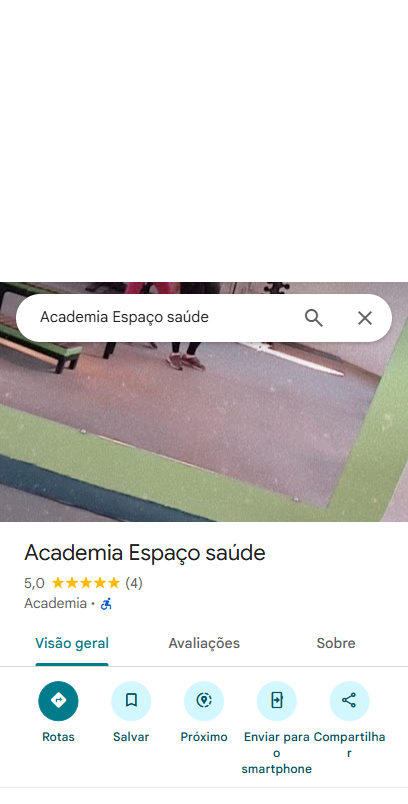 Academia Espaço saúde
Academia Espaço saúde
5,0 ★★★★★ (4)
Academia ·
Visão geral Avaliações Sobre
Rotas Salvar Próximo Enviar para o smartphone Compartilhar